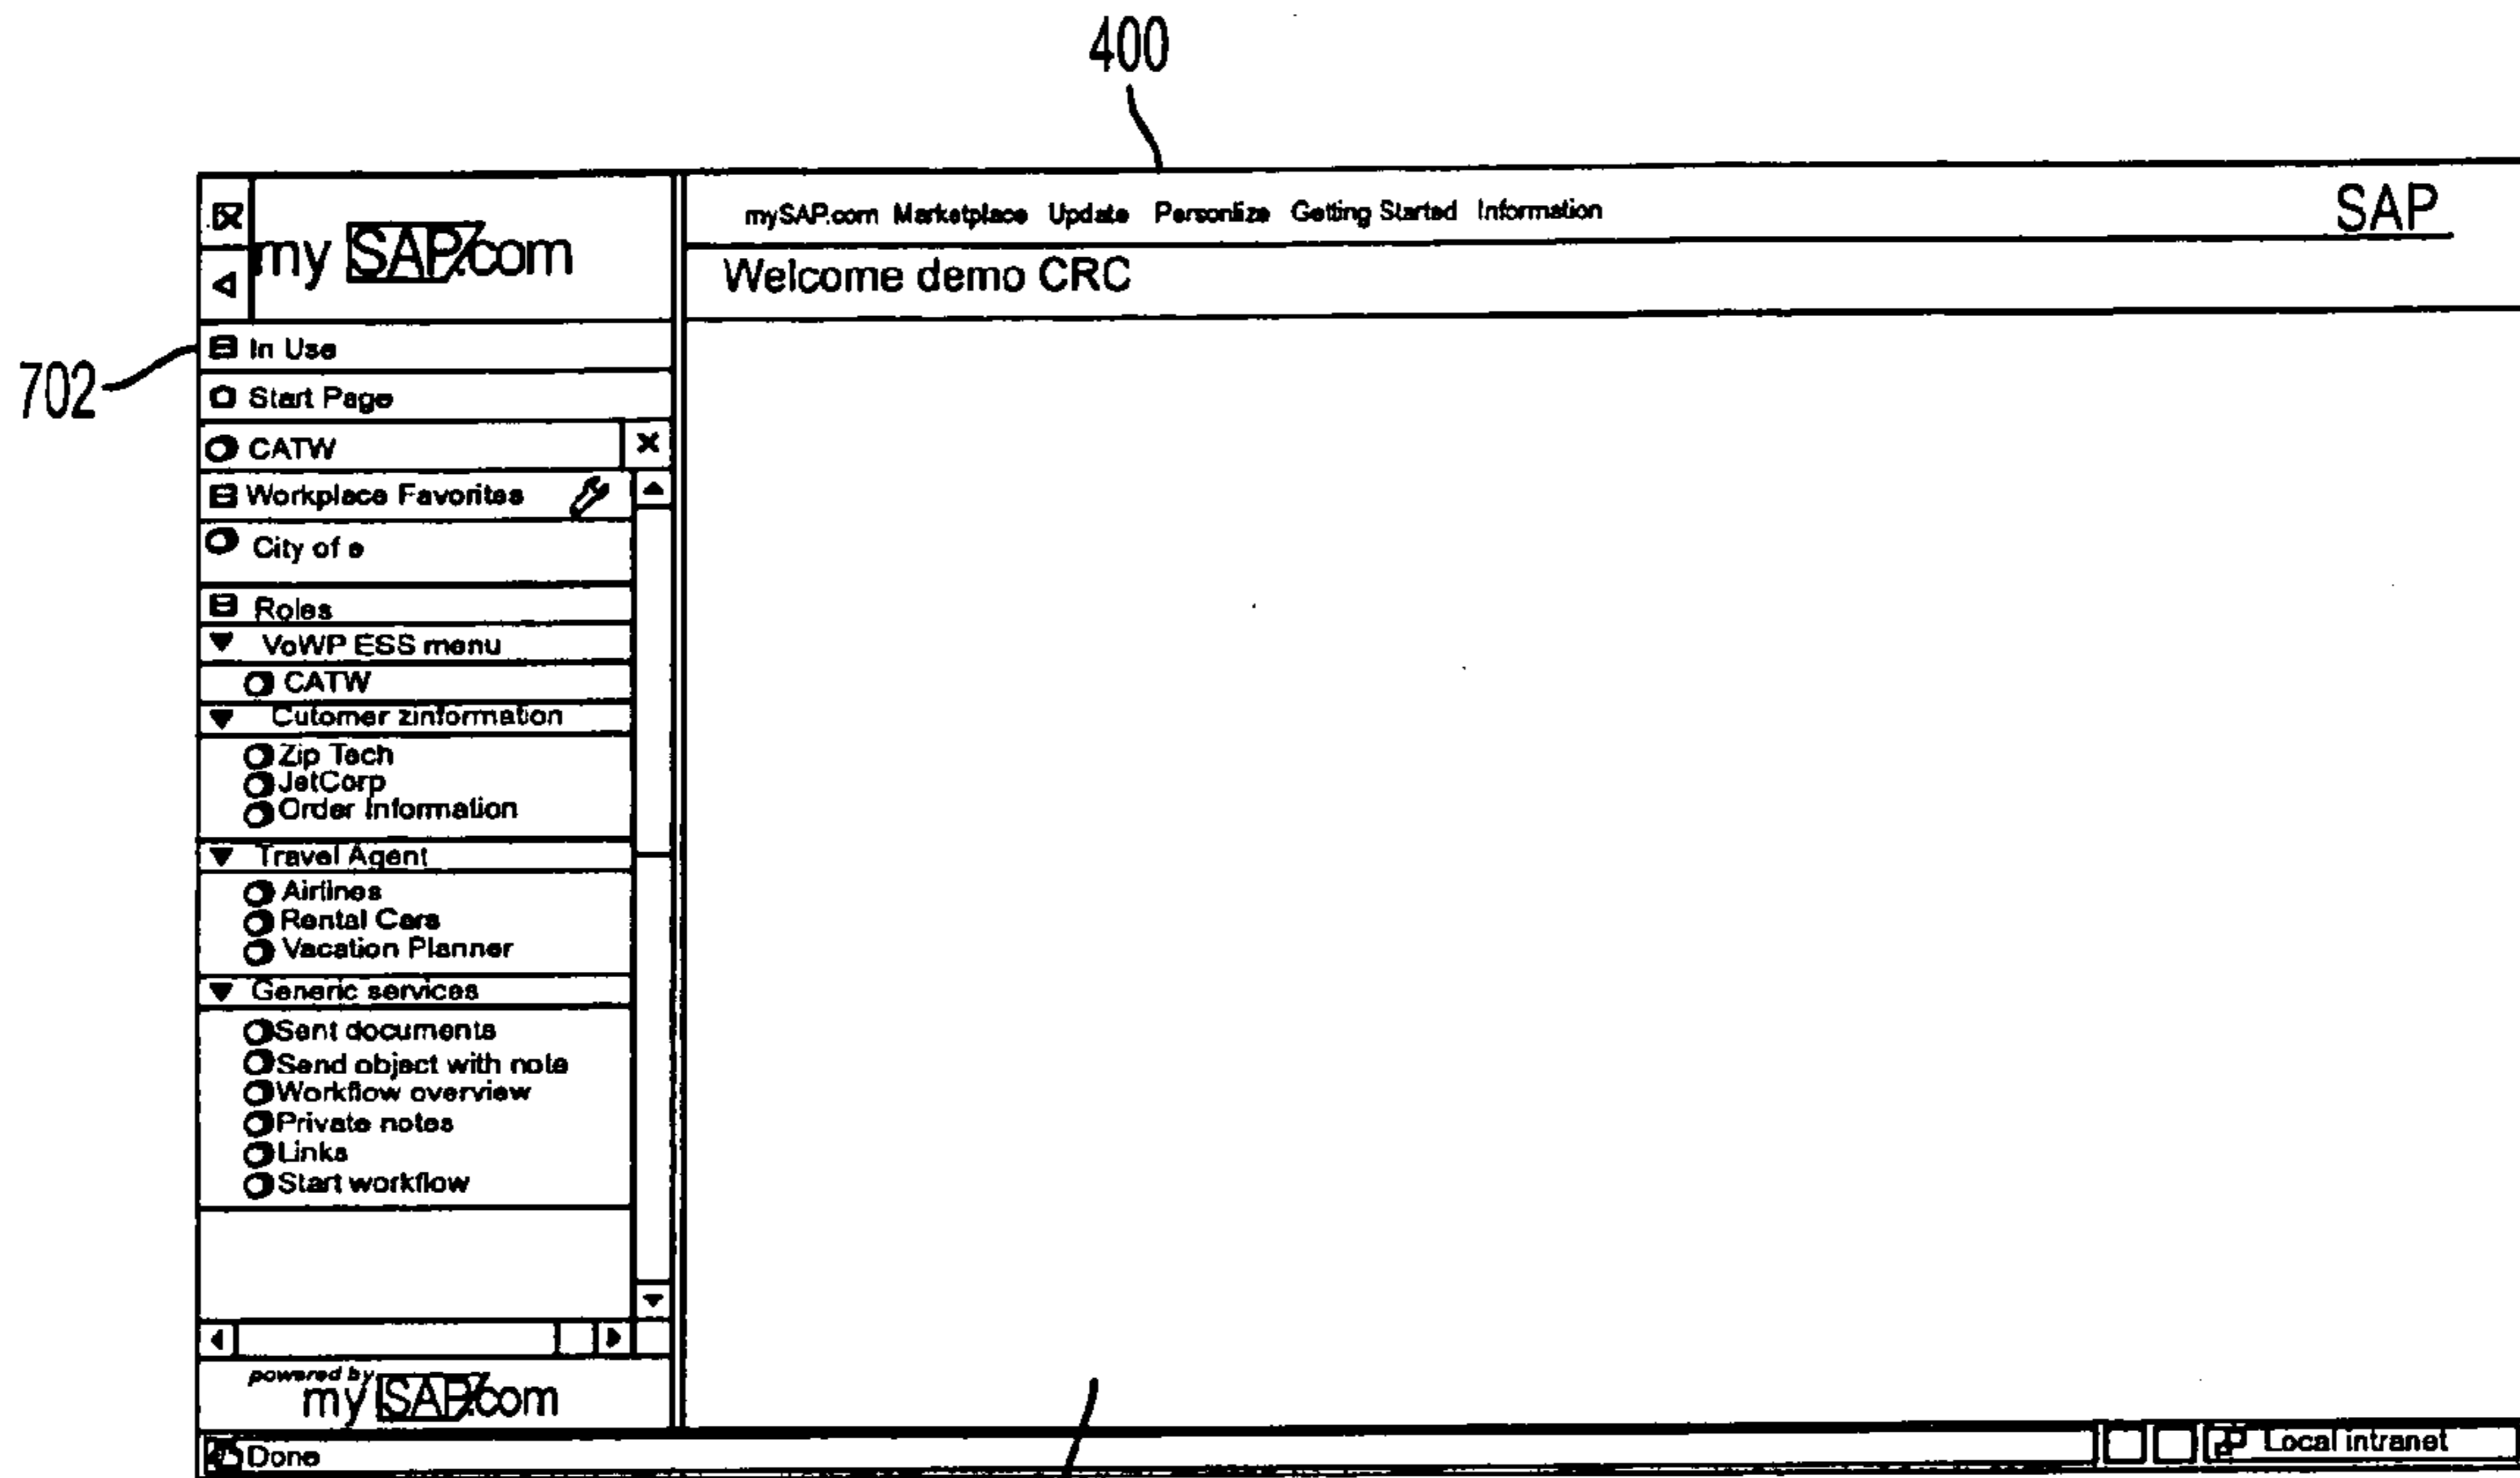 400
my SAP.com
mySAP.com Marketplace Update Personlize Getting Started Information
SAP
Welcome demo CRC
702
In Use
Start Page
CATW
Workplace Favorites
City of e
Roles
VoWP ESS menu
CATW
Cutomer zinformation
Zip Tech
JetCorp
Order Information
Travel Agent
Airlines
Rental Cars
Vacation Planner
Generic services
Sent documents
Send object with note
Workflow overview
Private notes
Links
Start workflow
powered by
my SAP.com
Done
Local intranet